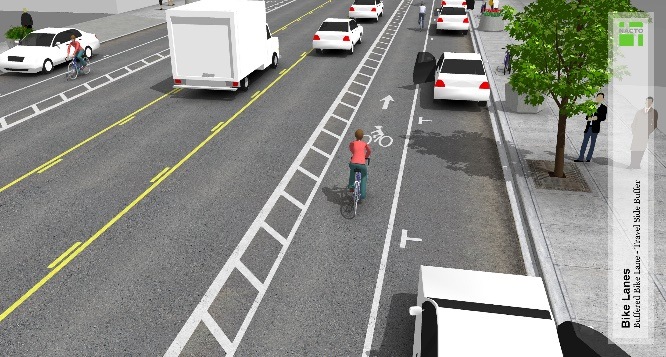 NACTO
Bike Lanes
Buffered Bike Lane - Travel Side Buffer